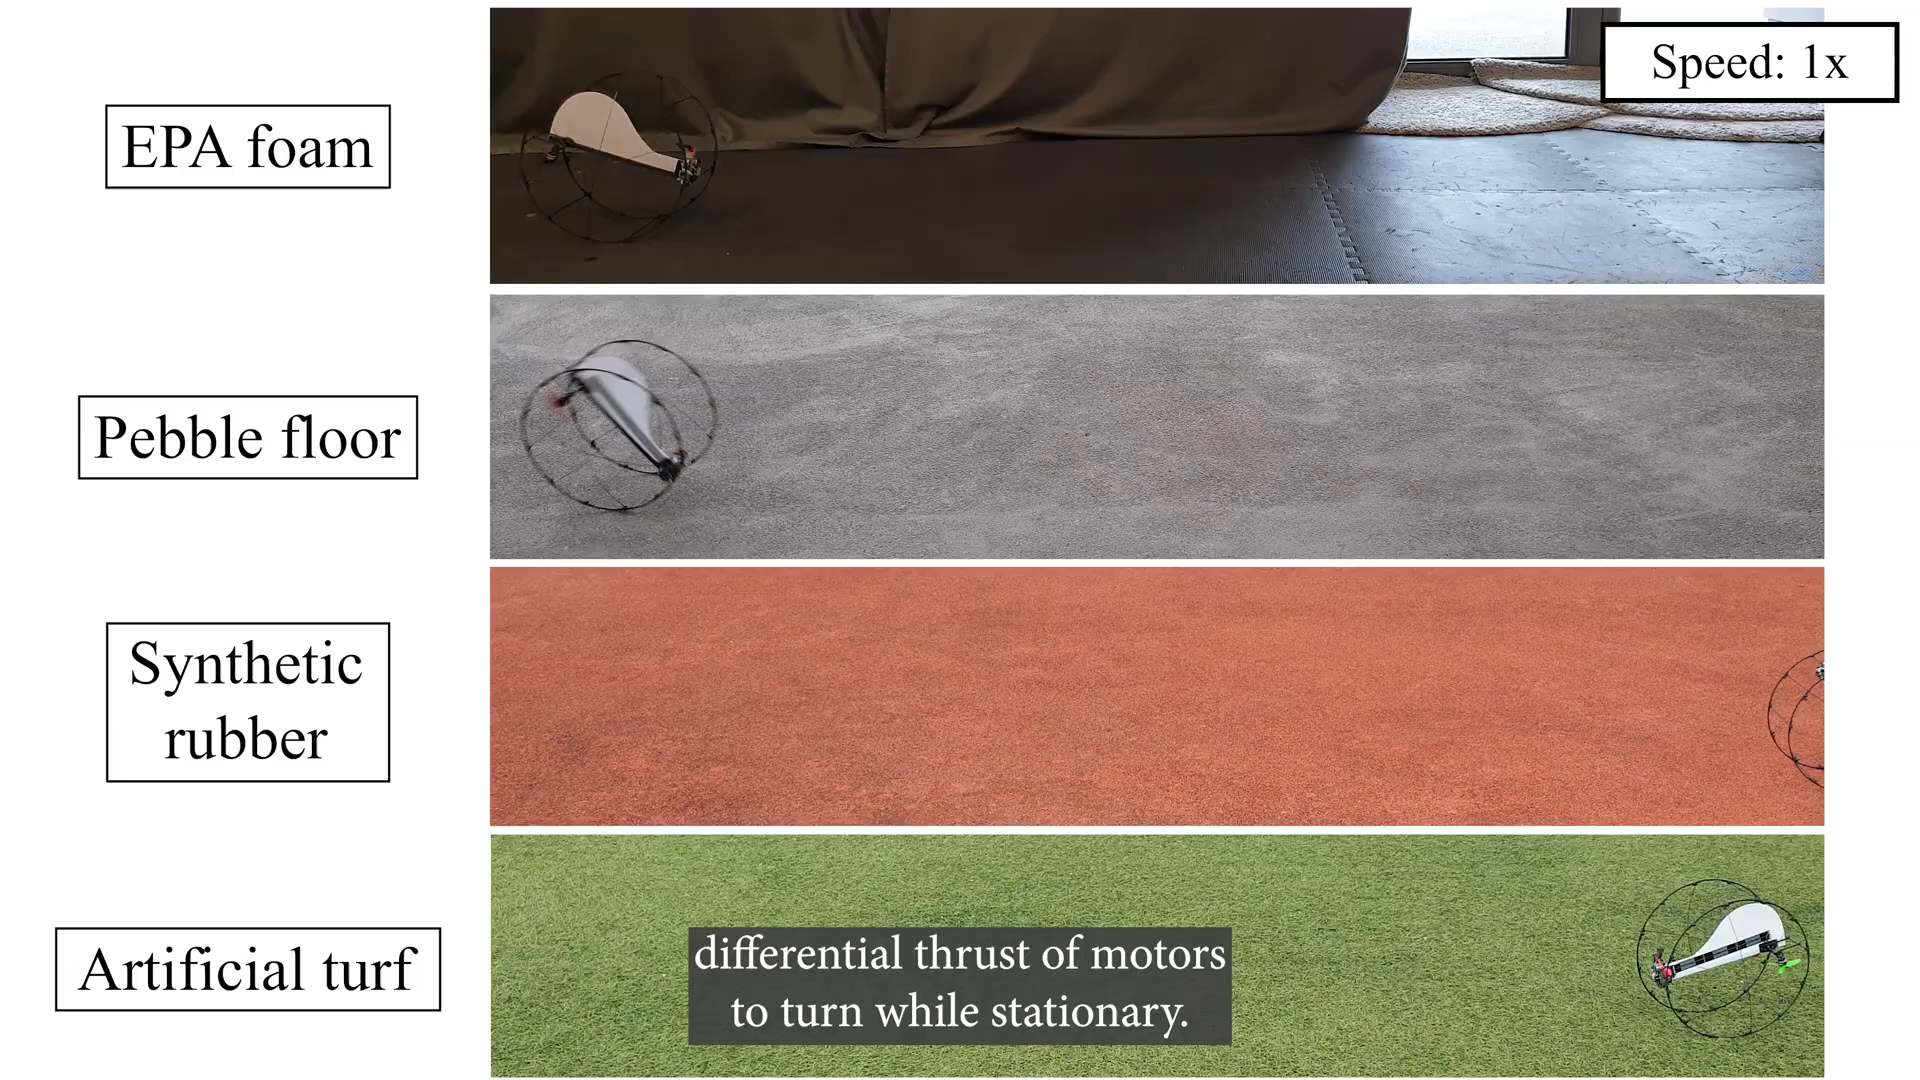 Speed: 1x
EPA foam
Pebble floor
Synthetic
rubber
Artificial turf
differential thrust of motors
to turn while stationary.